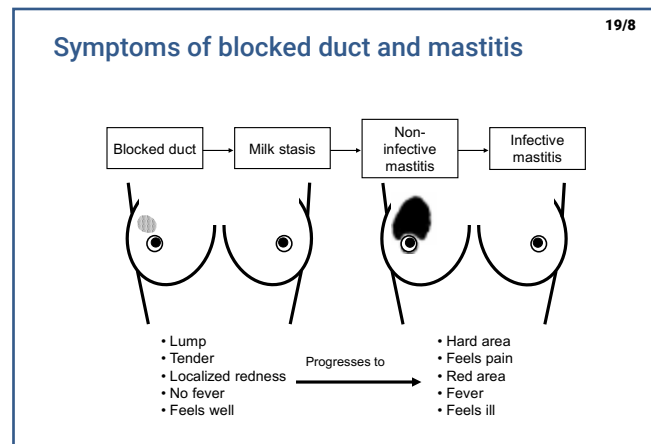 19/8
Symptoms of blocked duct and mastitis
Blocked duct
Milk stasis
Non-
infective
mastitis
Infective
mastitis
• Lump
• Tender
• Localized redness
• No fever
• Feels well
Progresses to
• Hard area
• Feels pain
• Red area
• Fever
• Feels ill